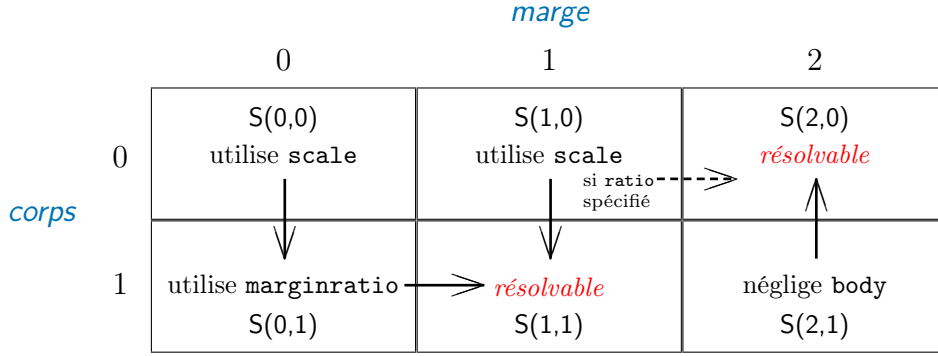 marge
0 1 2
S(0,0) S(1,0) S(2,0)
0 utilise scale utilise scale résolvable
si ratio
spécifié
corps
1 utilise marginratio résolvable néglige body
S(0,1) S(1,1) S(2,1)